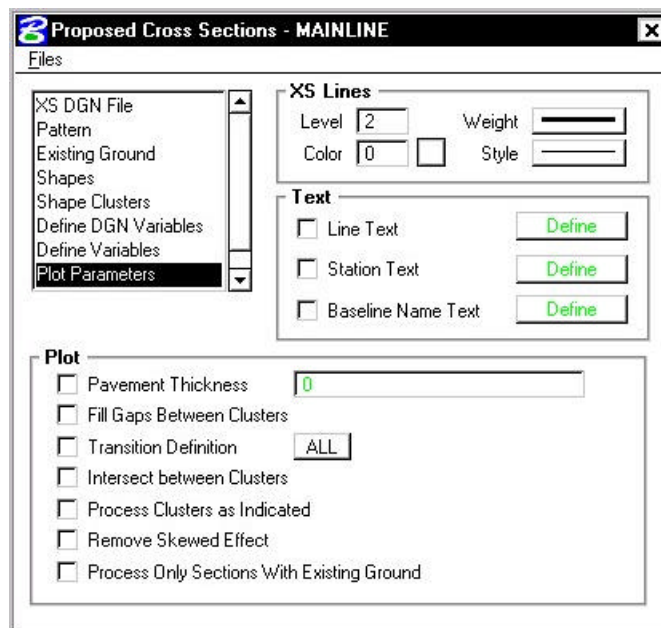 Proposed Cross Sections - MAINLINE
Files
XS DGN File
Pattern
Existing Ground
Shapes
Shape Clusters
Define DGN Variables
Define Variables
Plot Parameters
XS Lines
Level 2 Weight
Color 0 Style
Text
Line Text Define
Station Text Define
Baseline Name Text Define
Plot
Pavement Thickness 0
Fill Gaps Between Clusters
Transition Definition ALL
Intersect between Clusters
Process Clusters as Indicated
Remove Skewed Effect
Process Only Sections With Existing Ground